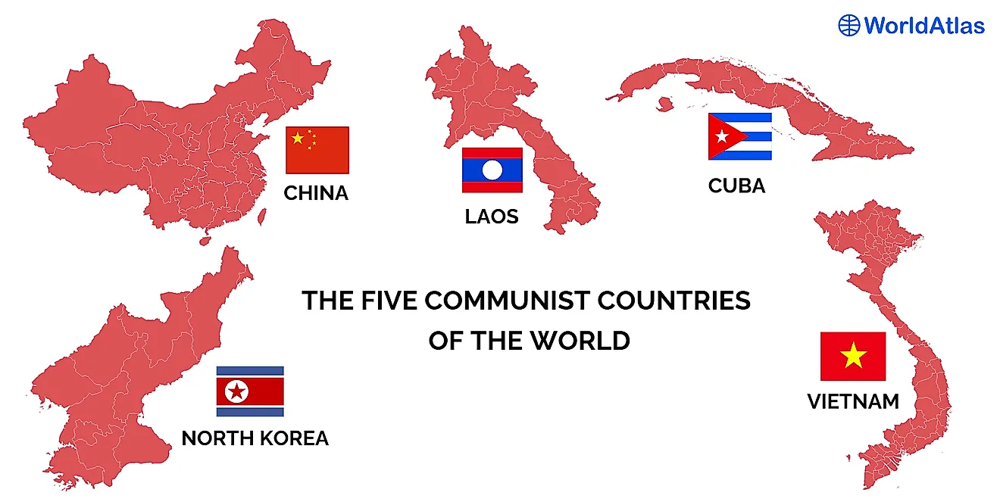 WorldAtlas
CHINA
LAOS
CUBA
THE FIVE COMMUNIST COUNTRIES
OF THE WORLD
NORTH KOREA
VIETNAM